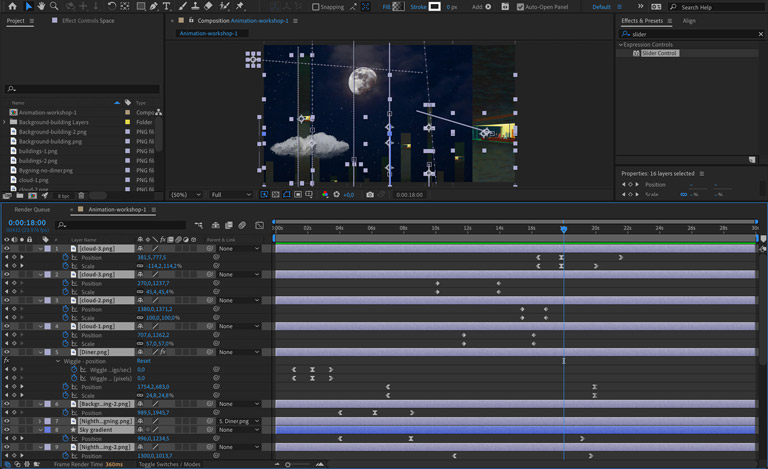 Snapping
Fill
Stroke
0 px
Add:
Auto-Open Panel
Default
Search Help
Project
Effect Controls Space
Composition Animation-workshop-1
Effects & Presets
Align
Animation-workshop-1
slider
Expression Controls
Slider Control
Name
Type
Animation-workshop-1
Compo
Background-building Layers
Folder
Background-building-2.png
PNG fil
Background-building.png
PNG fil
buildings-1.png
PNG fil
buildings-2.png
PNG fil
Bygning-no-diner.png
PNG fil
cloud-1.png
PNG fil
cloud-2.png
PNG fil
8 bpc
(50%)
Full
+0,0
0:00:18:00
Properties: 16 layers selected
Position
Scale
Render Queue
Animation-workshop-1
0:00:18:00
Layer Name
Parent & Link
02s
04s
06s
08s
10s
12s
14s
16s
18s
20s
22s
24s
26s
28s
30s
1 [cloud-3.png] None
Position 381,5,777,5
Scale -114,2,114,2%
2 [cloud-3.png] None
Position 270,0,1237,7
Scale 45,4,45,4%
3 [cloud-2.png] None
Position 1380,0,1371,2
Scale 100,0,100,0%
4 [cloud-1.png] None
Position 707,6,1262,2
Scale 57,0,57,0%
5 [Diner.png] None
Wiggle - position Reset
Wiggle ...igs/sec) 0,0
Wiggle ... (pixels) 0,0
Position 1754,2,683,0
Scale 24,8,24,8%
6 [Backgr...ing-2.png] None
Position 989,5,1945,7
7 [Nighth...gning.png] 5. Diner.png
8 Sky gradient None
Position 996,0,1234,5
9 [Nighth...ing-2.png] None
Position 1500,0,1013,7
Frame Render Time 360ms
Toggle Switches / Modes